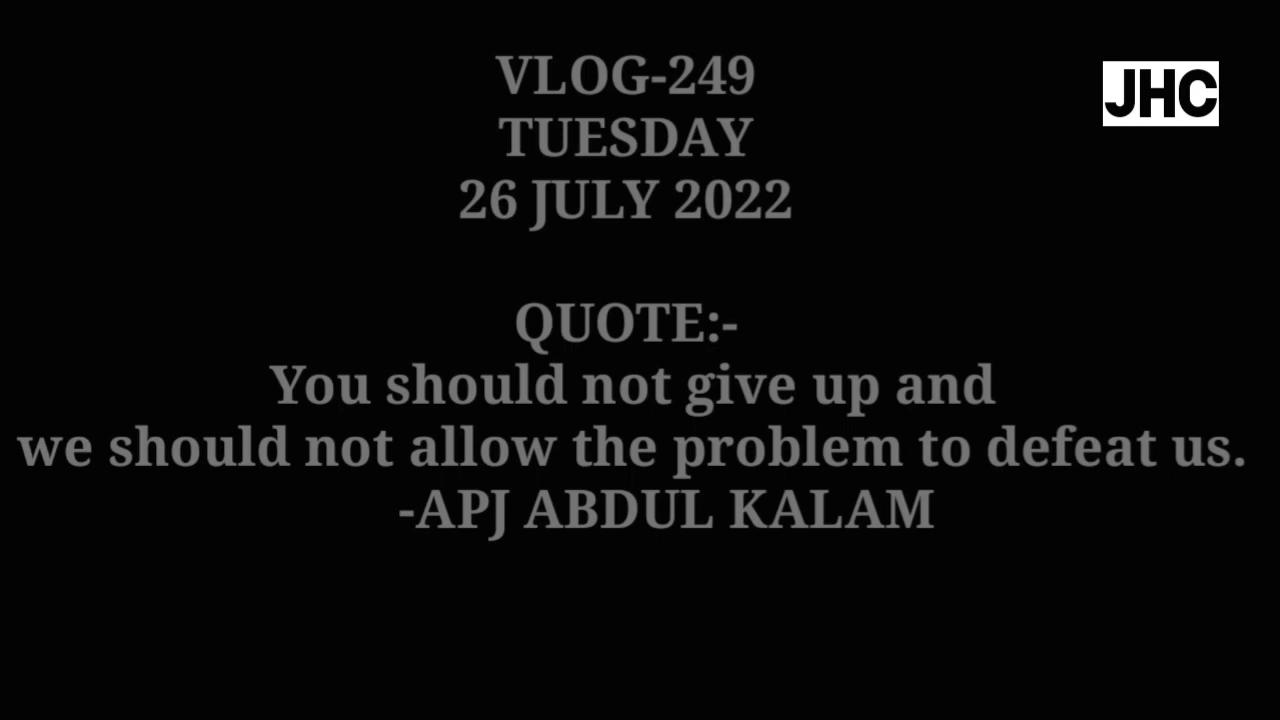 VLOG-249
JHC
TUESDAY
26 JULY 2022
QUOTE:-
You should not give up and
we should not allow the problem to defeat us.
-APJ ABDUL KALAM